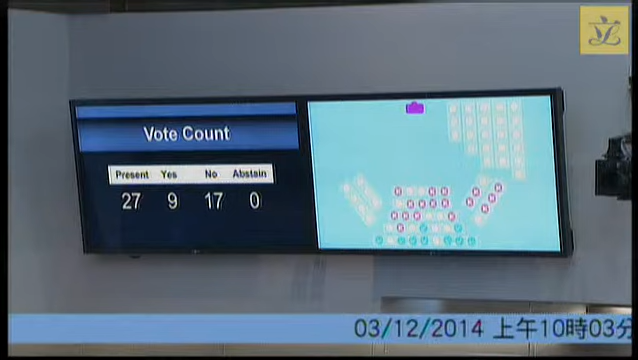 立
Vote Count
Present Yes No Abstain
27 9 17 0
03/12/2014 上午10時03分